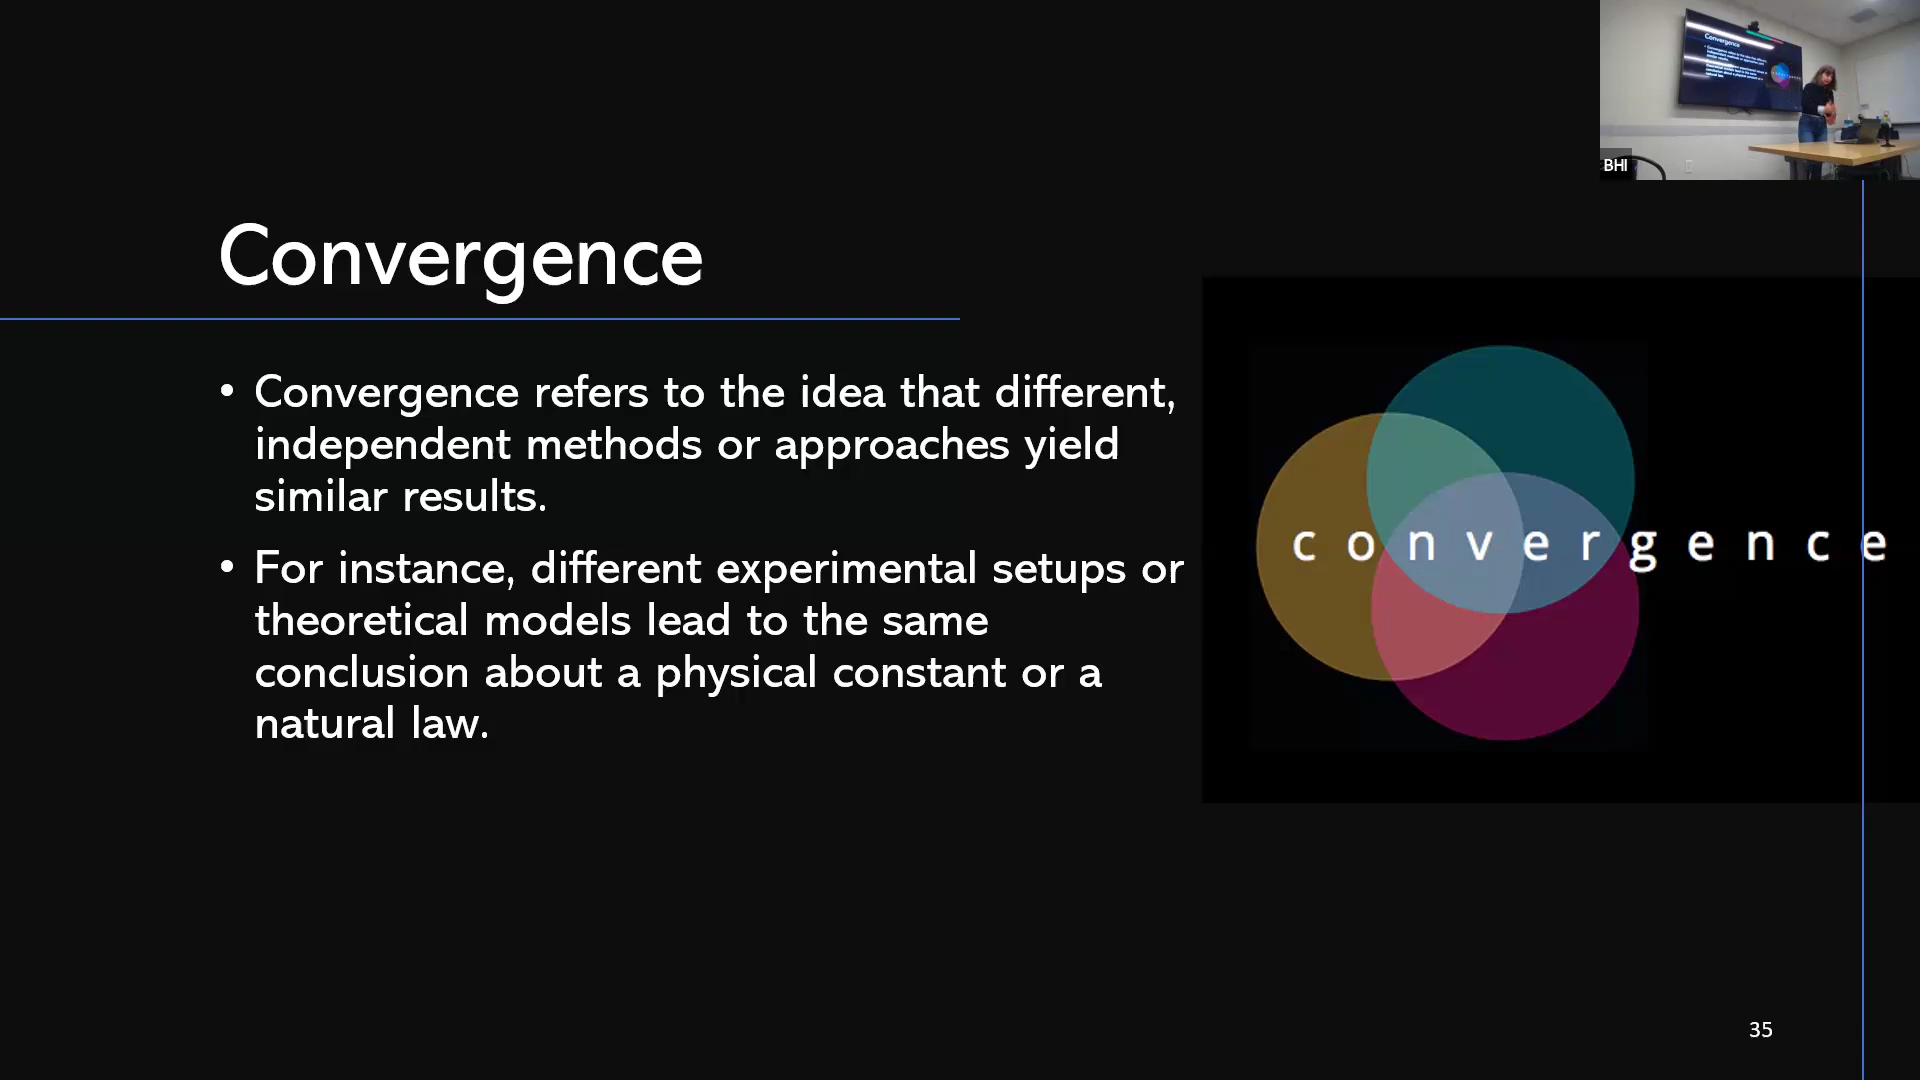 BHI
Convergence
• Convergence refers to the idea that different,
independent methods or approaches yield
similar results.
• For instance, different experimental setups or
theoretical models lead to the same
conclusion about a physical constant or a
natural law.
convergence
35